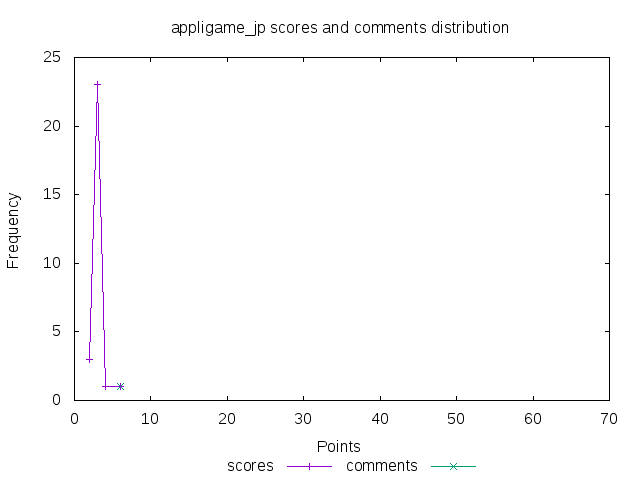 appligame_jp scores and comments distribution
25
20
15
10
5
0
Frequency
0 10 20 30 40 50 60 70
Points
scores comments